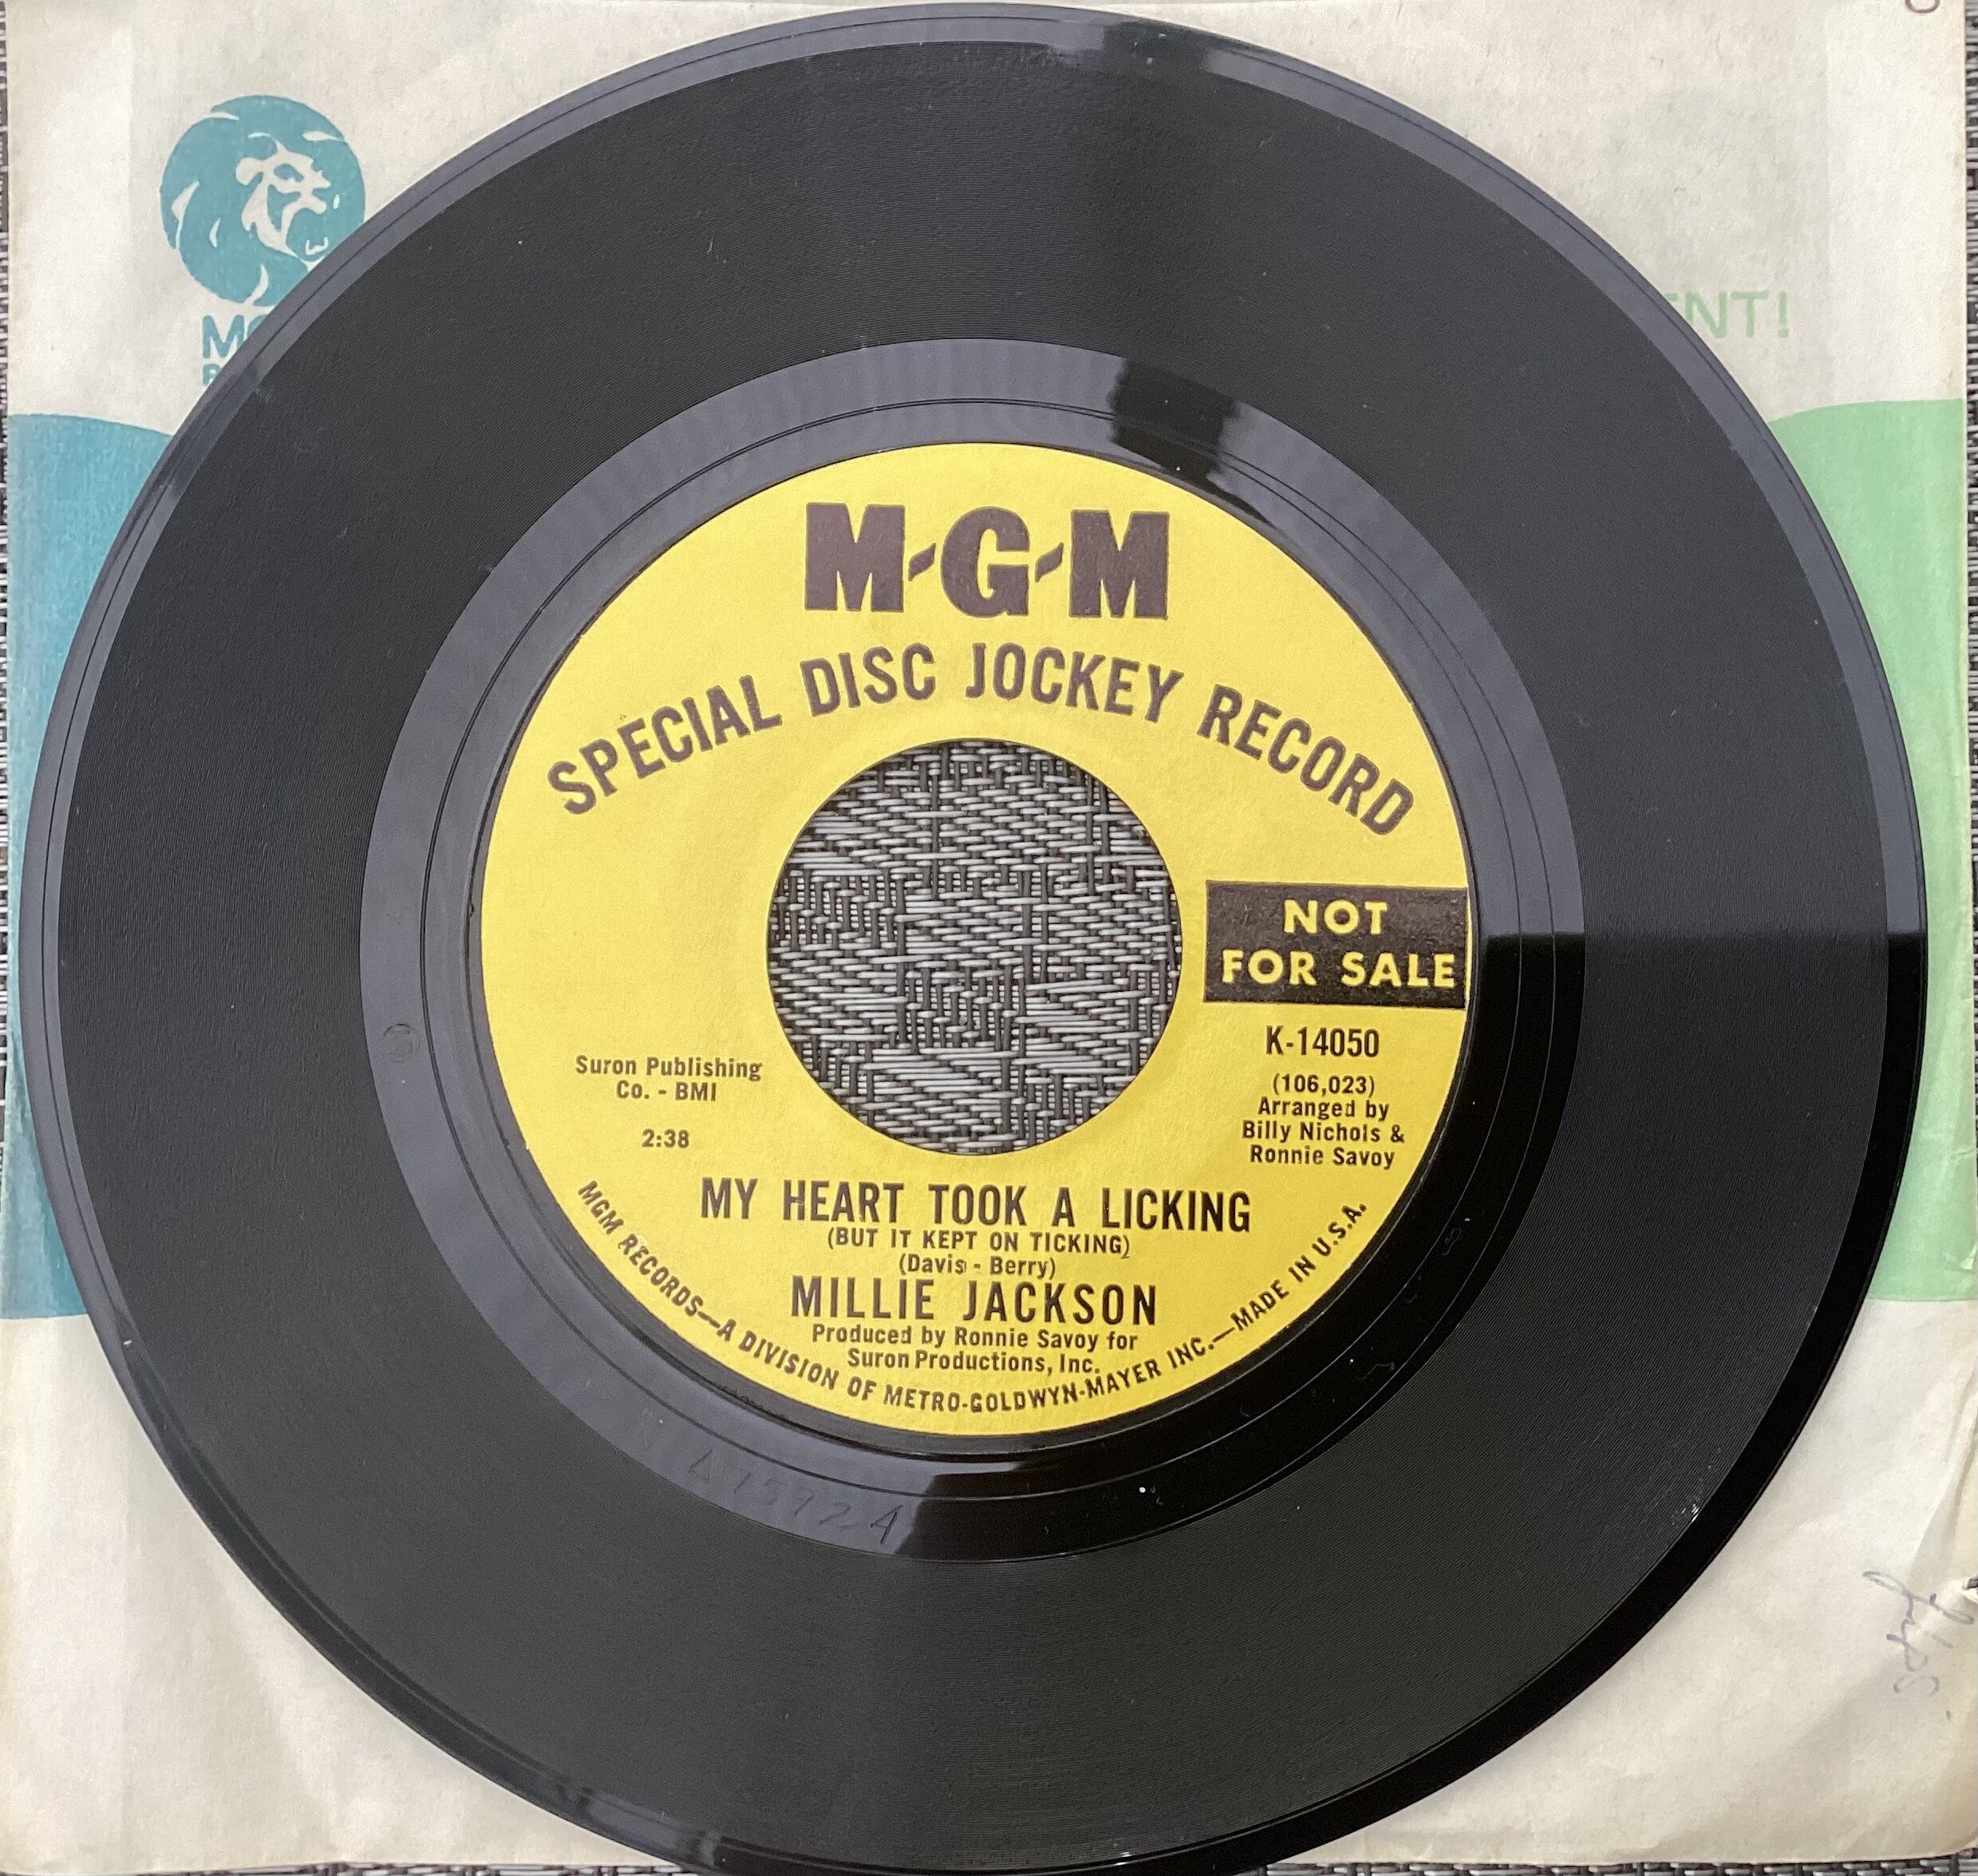 M-G-M
SPECIAL DISC JOCKEY RECORD
NOT
FOR SALE
K-14050
(106,023)
Arranged by
Billy Nichols &
Ronnie Savoy
Suron Publishing
Co. - BMI
2:38
MY HEART TOOK A LICKING
(BUT IT KEPT ON TICKING)
(Davis - Berry)
MILLIE JACKSON
Produced by Ronnie Savoy for
Suron Productions, Inc.
MGM RECORDS—A DIVISION OF METRO-GOLDWYN-MAYER INC.—MADE IN U.S.A.